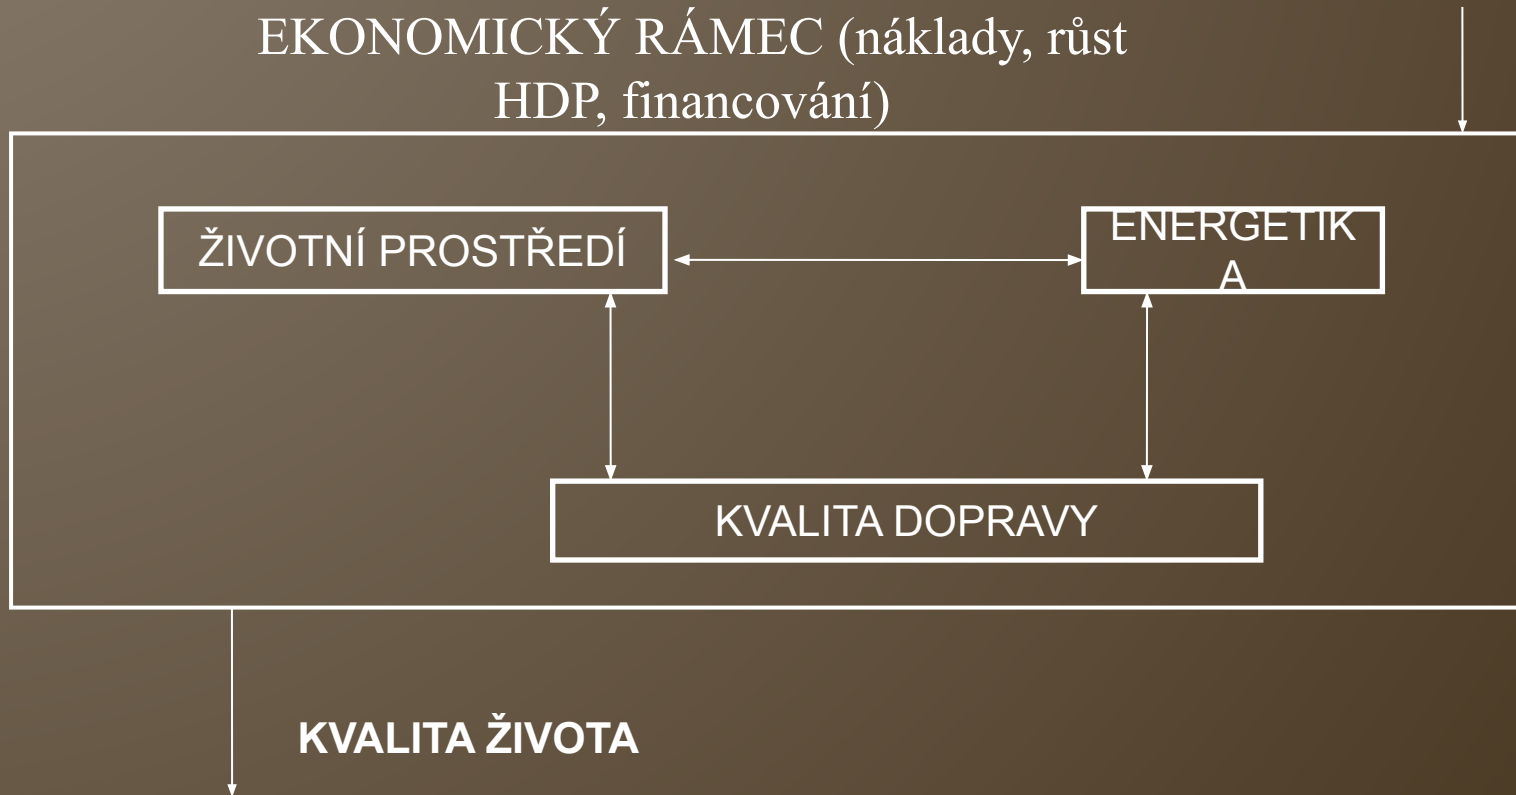 EKONOMICKÝ RÁMEC (náklady, růst
HDP, financování)
ŽIVOTNÍ PROSTŘEDÍ
ENERGETIK
A
KVALITA DOPRAVY
KVALITA ŽIVOTA